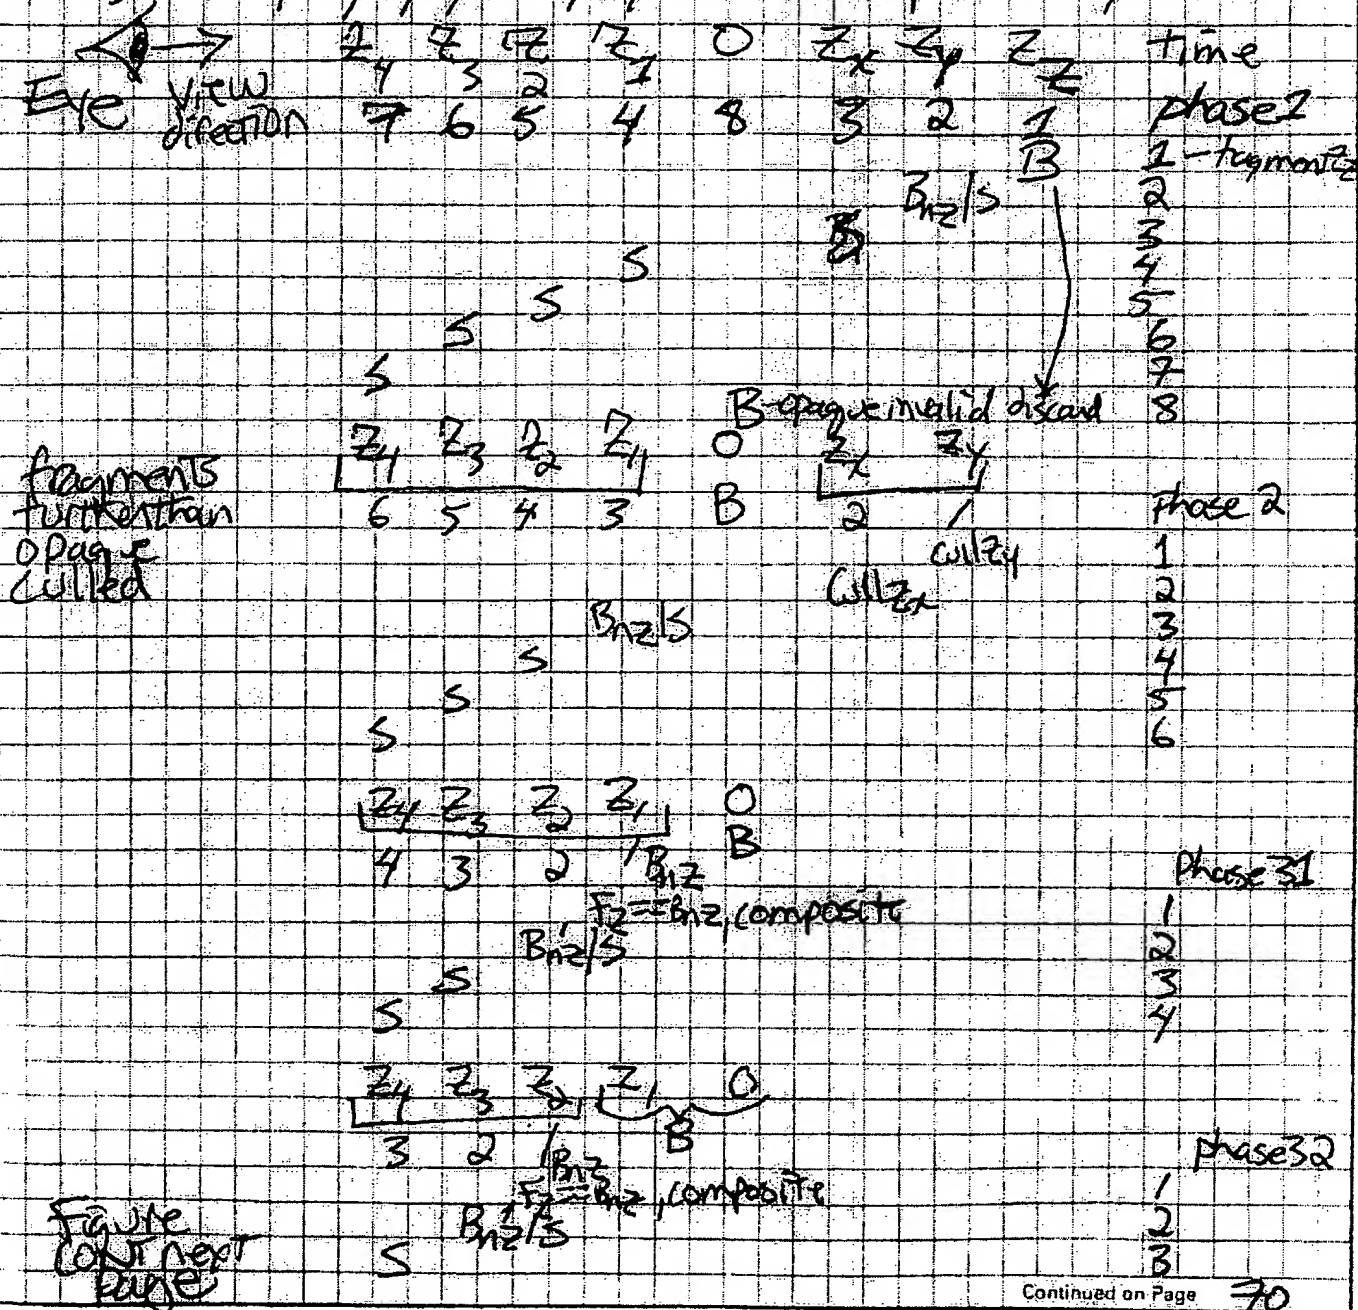 Z4 Z3 Z2 Z1 O Zx Zy Zz time
Eye view direction 7 6 5 4 8 3 2 1 phase 1
B 1 -
Bnz/S 2
3
S 4
S 5
S 6
S 7
B-opaque invalid discard 8
Z4 Z3 Z2 Z1 O Zx Zy
fragments
further than 6 5 4 3 B 2 1 phase 2
opaque cull Zy 1
culled cull Zx 2
Bnz/S 3
S 4
S 5
S 6
Z4 Z3 Z2 Z1 O
B
4 3 2 1 Bnz phase 31
Fz==Bnz, composite 1
Bnz/S 2
S 3
S 4
Z4 Z3 Z2 Z1 O
B
3 2 1 Bnz phase 32
Fz==Bnz, composite 1
Figure Bnz/S 2
cont next S 3
page
Continued on Page 70